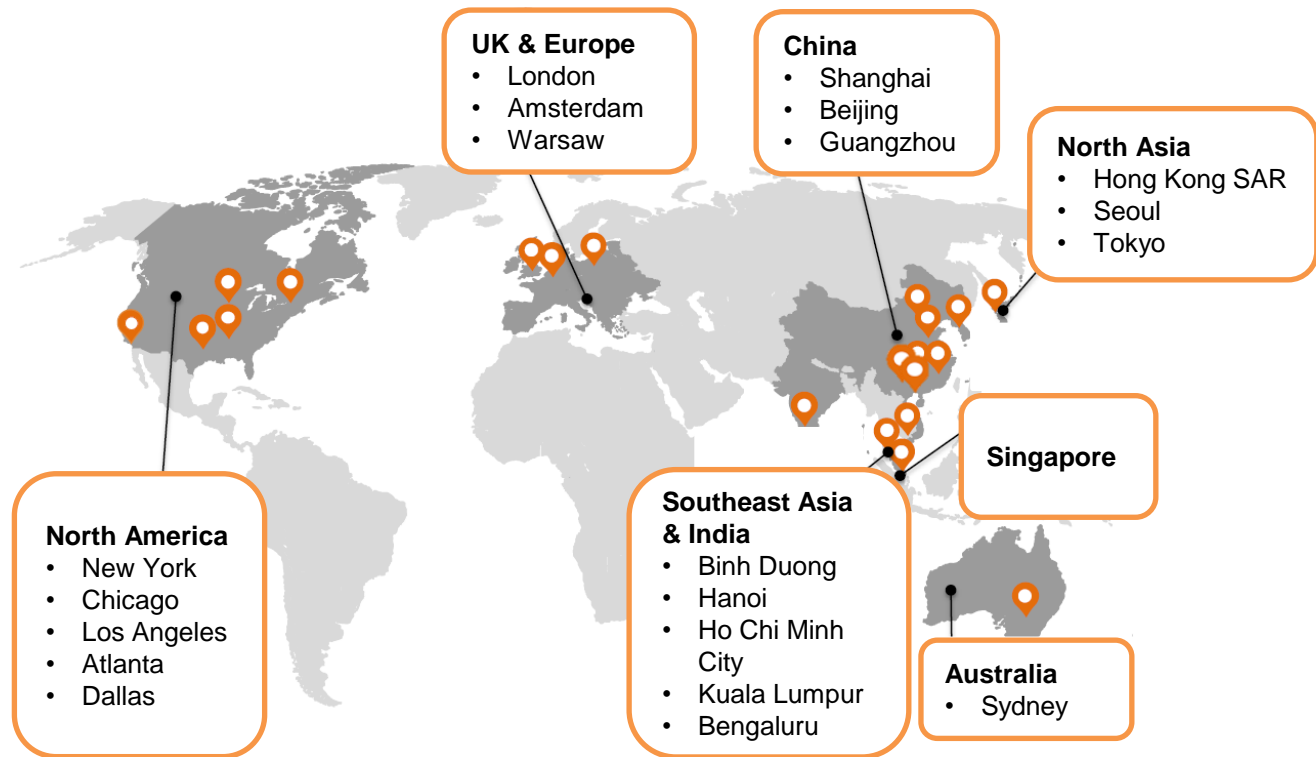 UK & Europe
• London
• Amsterdam
• Warsaw
China
• Shanghai
• Beijing
• Guangzhou
North Asia
• Hong Kong SAR
• Seoul
• Tokyo
Singapore
North America
• New York
• Chicago
• Los Angeles
• Atlanta
• Dallas
Southeast Asia
& India
• Binh Duong
• Hanoi
• Ho Chi Minh
City
• Kuala Lumpur
• Bengaluru
Australia
• Sydney